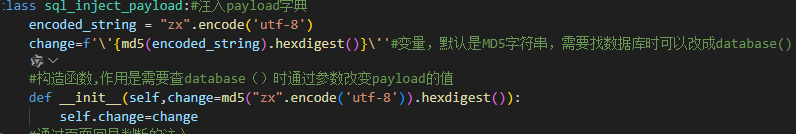 class sql_inject_payload:#注入payload字典
encoded_string = "zx".encode('utf-8')
change=f'\'{md5(encoded_string).hexdigest()}\''#变量，默认是MD5字符串，需要找数据库时可以改成database()
#构造函数,作用是需要查database（）时通过参数改变payload的值
def __init__(self,change=md5("zx".encode('utf-8')).hexdigest()):
self.change=change